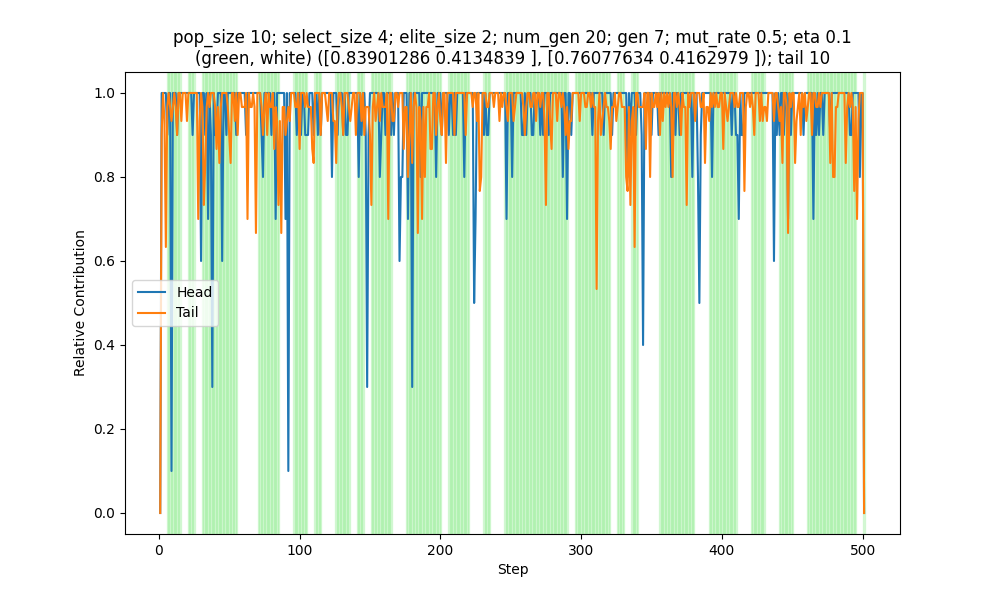 pop_size 10; select_size 4; elite_size 2; num_gen 20; gen 7; mut_rate 0.5; eta 0.1
(green, white) ([0.83901286 0.4134839 ], [0.76077634 0.4162979 ]); tail 10
1.0
0.8
0.6
0.4
0.2
0.0
Relative Contribution
Head
Tail
0
100
200
300
400
500
Step